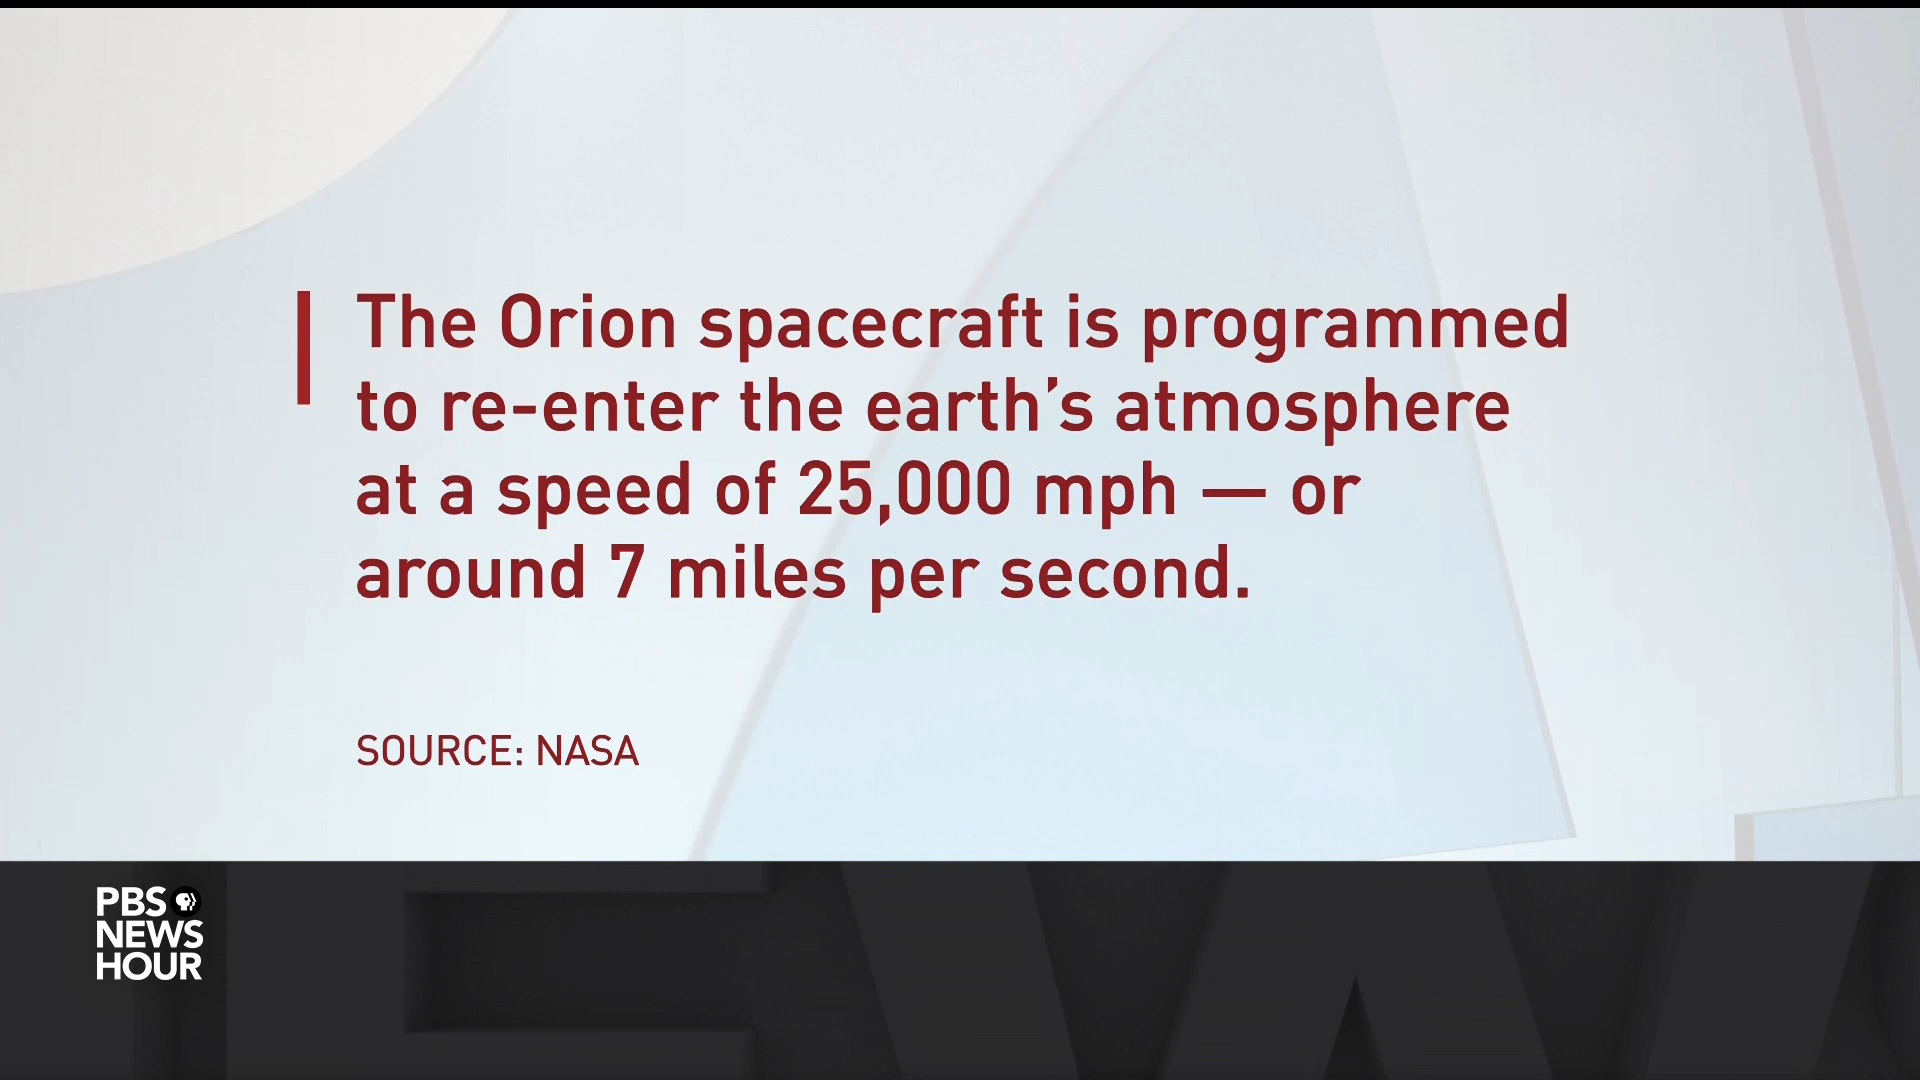 The Orion spacecraft is programmed
to re-enter the earth’s atmosphere
at a speed of 25,000 mph — or
around 7 miles per second.
SOURCE: NASA
PBS
NEWS
HOUR